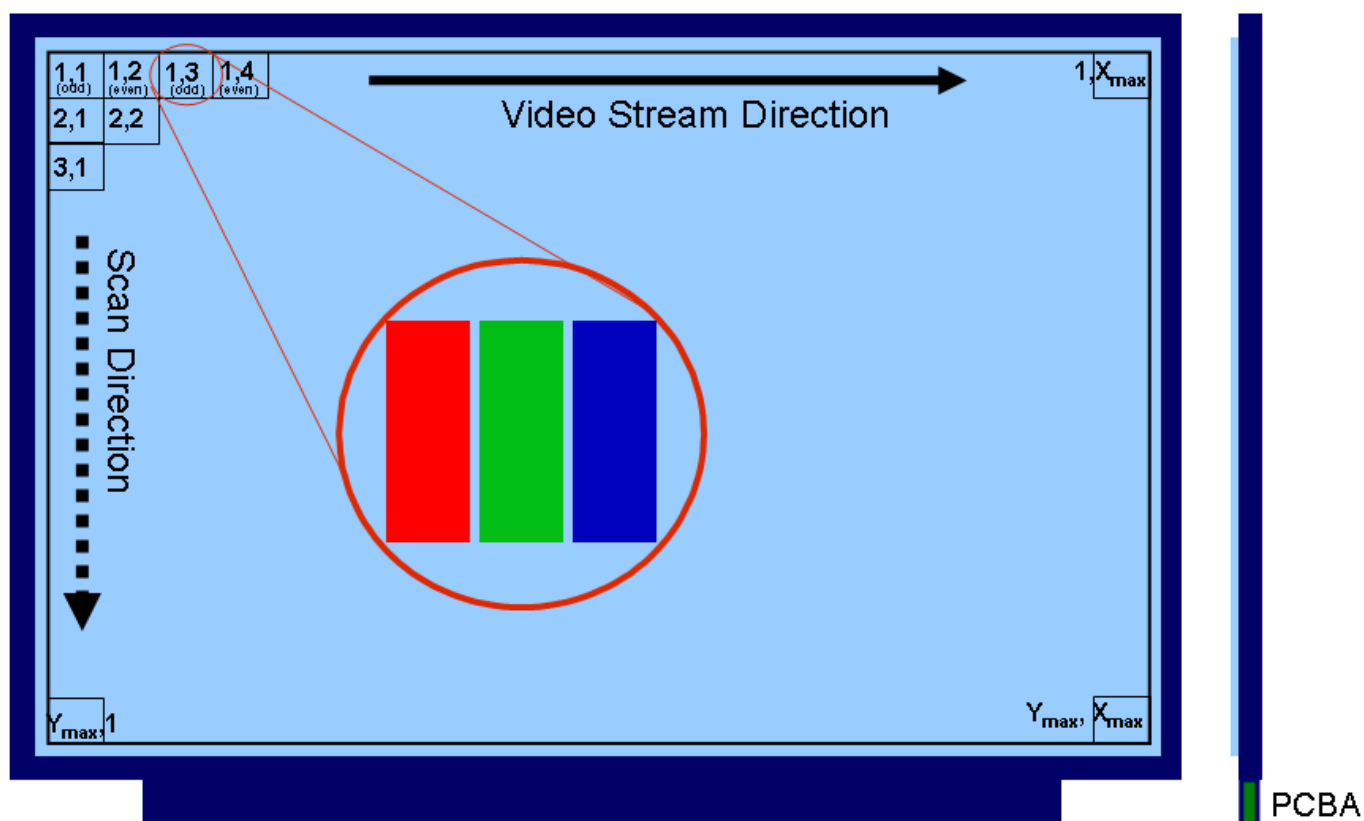 1,1 1,2 1,3 1,4 1,Xmax
(odd) (even) (odd) (even)
Video Stream Direction
2,1 2,2
3,1
Scan Direction
Ymax,1 Ymax, Xmax
PCBA